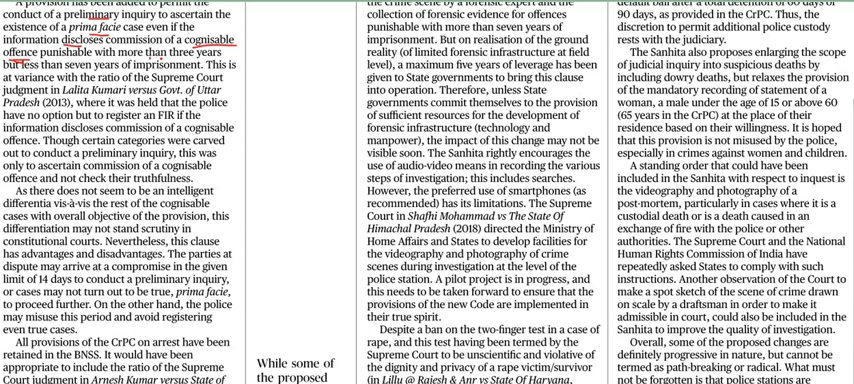 A provision has been added to permit the
conduct of a preliminary inquiry to ascertain the
existence of a prima facie case even if the
information discloses commission of a cognisable
offence punishable with more than three years
but less than seven years of imprisonment. This is
at variance with the ratio of the Supreme Court
judgment in Lalita Kumari versus Govt. of Uttar
Pradesh (2013), where it was held that the police
have no option but to register an FIR if the
information discloses commission of a cognisable
offence. Though certain categories were carved
out to conduct a preliminary inquiry, this was
only to ascertain commission of a cognisable
offence and not check their truthfulness.
As there does not seem to be an intelligent
differentia vis-à-vis the rest of the cognisable
cases with overall objective of the provision, this
differentiation may not stand scrutiny in
constitutional courts. Nevertheless, this clause
has advantages and disadvantages. The parties at
dispute may arrive at a compromise in the given
limit of 14 days to conduct a preliminary inquiry,
or cases may not turn out to be true, prima facie,
to proceed further. On the other hand, the police
may misuse this period and avoid registering
even true cases.
All provisions of the CrPC on arrest have been
retained in the BNSS. It would have been
appropriate to include the ratio of the Supreme
Court judgment in Arnesh Kumar versus State of
While some of
the proposed
the crime scene by a forensic expert and the
collection of forensic evidence for offences
punishable with more than seven years of
imprisonment. But on realisation of the ground
reality (of limited forensic infrastructure at field
level), a maximum five years of leverage has been
given to State governments to bring this clause
into operation. Therefore, unless State
governments commit themselves to the provision
of sufficient resources for the development of
forensic infrastructure (technology and
manpower), the impact of this change may not be
visible soon. The Sanhita rightly encourages the
use of audio-video means in recording the various
steps of investigation; this includes searches.
However, the preferred use of smartphones (as
recommended) has its limitations. The Supreme
Court in Shafhi Mohammad vs The State Of
Himachal Pradesh (2018) directed the Ministry of
Home Affairs and States to develop facilities for
the videography and photography of crime
scenes during investigation at the level of the
police station. A pilot project is in progress, and
this needs to be taken forward to ensure that the
provisions of the new Code are implemented in
their true spirit.
Despite a ban on the two-finger test in a case of
rape, and this test having been termed by the
Supreme Court to be unscientific and violative of
the dignity and privacy of a rape victim/survivor
(in Lillu @ Rajesh & Anr vs State Of Haryana,
default bail after a total detention of 60 days or
90 days, as provided in the CrPC. Thus, the
discretion to permit additional police custody
rests with the judiciary.
The Sanhita also proposes enlarging the scope
of judicial inquiry into suspicious deaths by
including dowry deaths, but relaxes the provision
of the mandatory recording of statement of a
woman, a male under the age of 15 or above 60
(65 years in the CrPC) at the place of their
residence based on their willingness. It is hoped
that this provision is not misused by the police,
especially in crimes against women and children.
A standing order that could have been
included in the Sanhita with respect to inquest is
the videography and photography of a
post-mortem, particularly in cases where it is a
custodial death or is a death caused in an
exchange of fire with the police or other
authorities. The Supreme Court and the National
Human Rights Commission of India have
repeatedly asked States to comply with such
instructions. Another observation of the Court to
make a spot sketch of the scene of crime drawn
on scale by a draftsman in order to make it
admissible in court, could also be included in the
Sanhita to improve the quality of investigation.
Overall, some of the proposed changes are
definitely progressive in nature, but cannot be
termed as path-breaking or radical. What must
not be forgotten is that police stations are